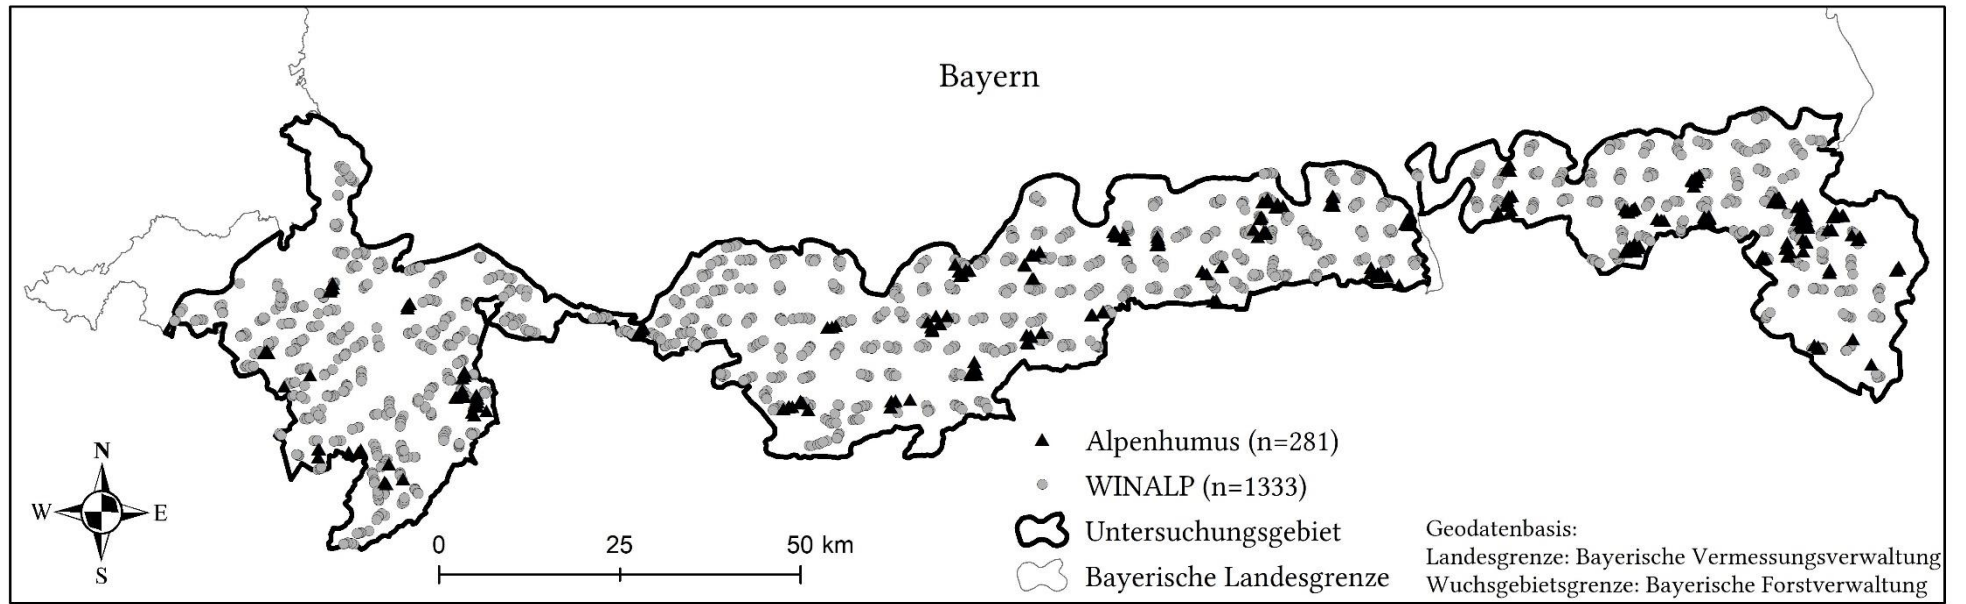 Bayern
Alpenhumus (n=281)
WINALP (n=1333)
Untersuchungsgebiet
Bayerische Landesgrenze
N
W E
S
0 25 50 km
Geodatenbasis:
Landesgrenze: Bayerische Vermessungsverwaltung
Wuchsgebietsgrenze: Bayerische Forstverwaltung